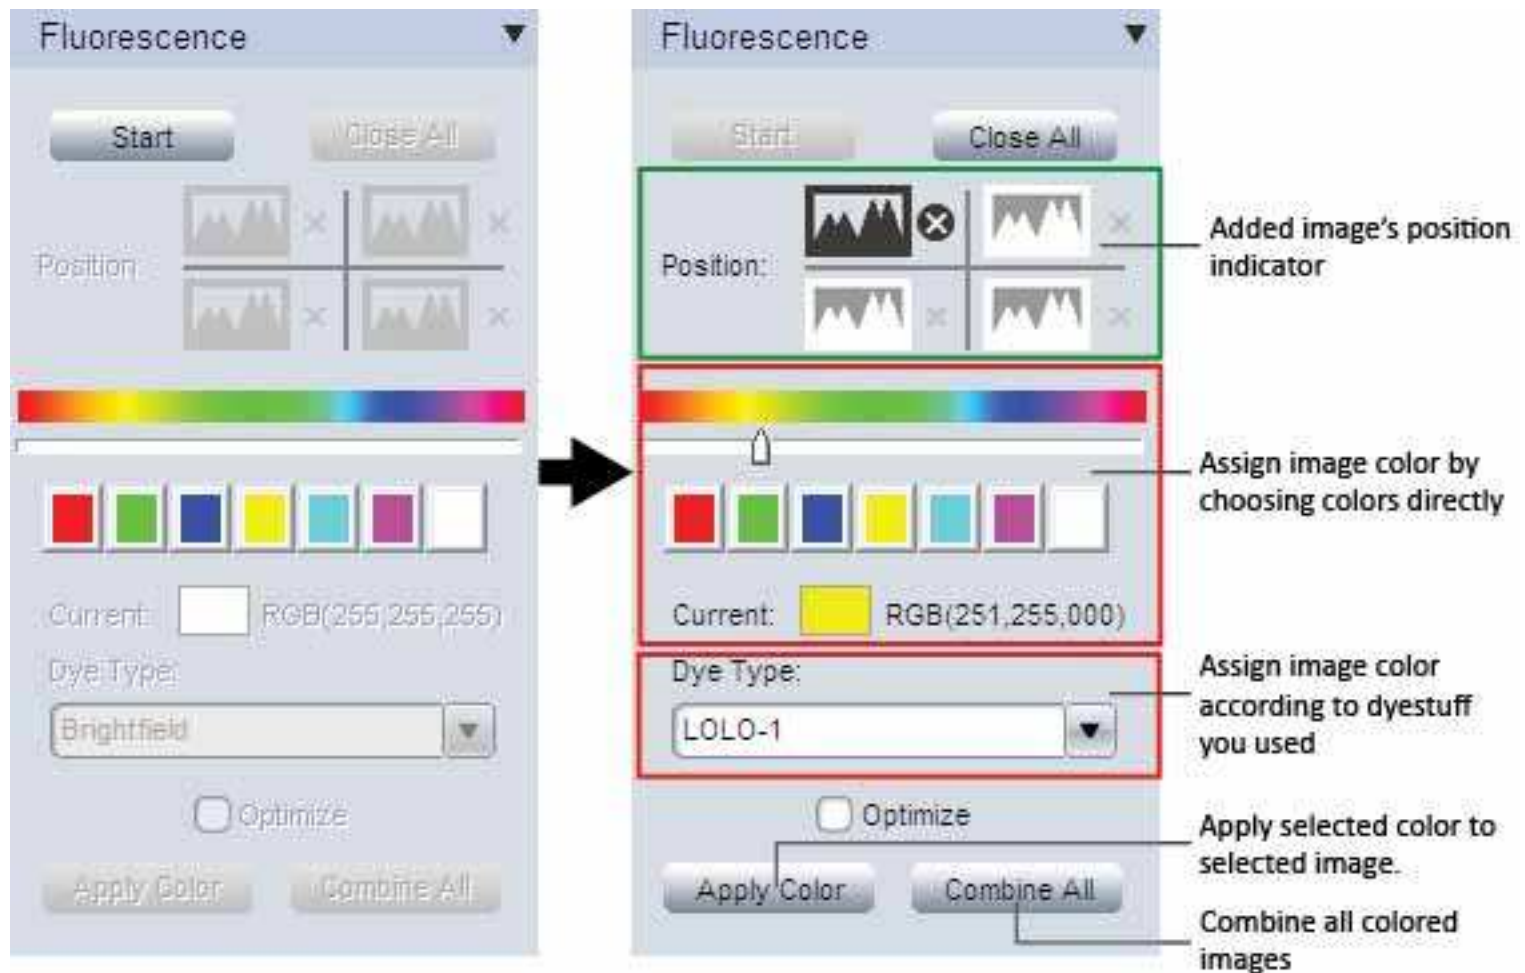 Fluorescence
Start
Close All
Position:
Current:
RGB(255,255,255)
Dye Type:
Brightfield
Optimize
Apply Color
Combine All
Fluorescence
Start
Close All
Position:
Current:
RGB(251,255,000)
Dye Type:
LOLO-1
Optimize
Apply Color
Combine All
Added image's position
indicator
Assign image color by
choosing colors directly
Assign image color
according to dyestuff
you used
Apply selected color to
selected image.
Combine all colored
images